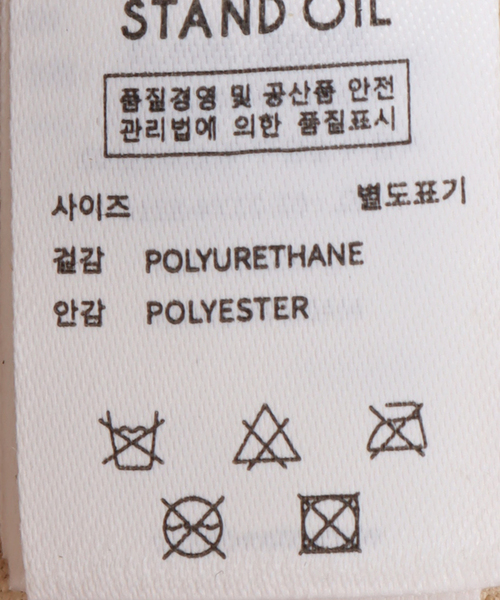 STAND OIL
품질경영 및 공산품 안전
관리법에 의한 품질표시
사이즈 별도표기
겉감 POLYURETHANE
안감 POLYESTER